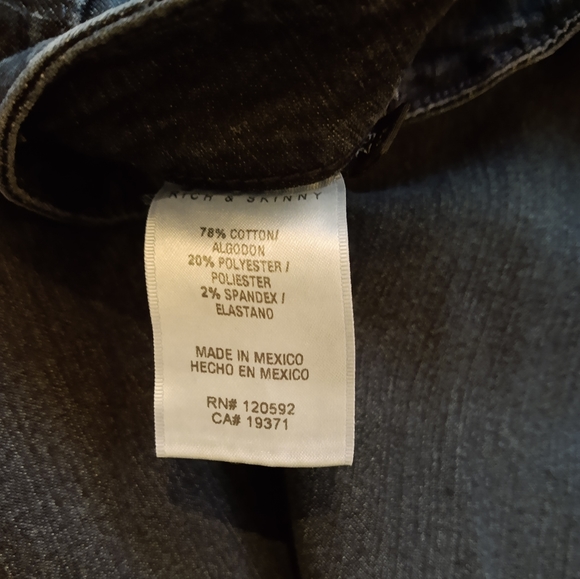 RICH & SKINNY
78% COTTON/
ALGODON
20% POLYESTER /
POLIESTER
2% SPANDEX /
ELASTANO
MADE IN MEXICO
HECHO EN MEXICO
RN# 120592
CA# 19371